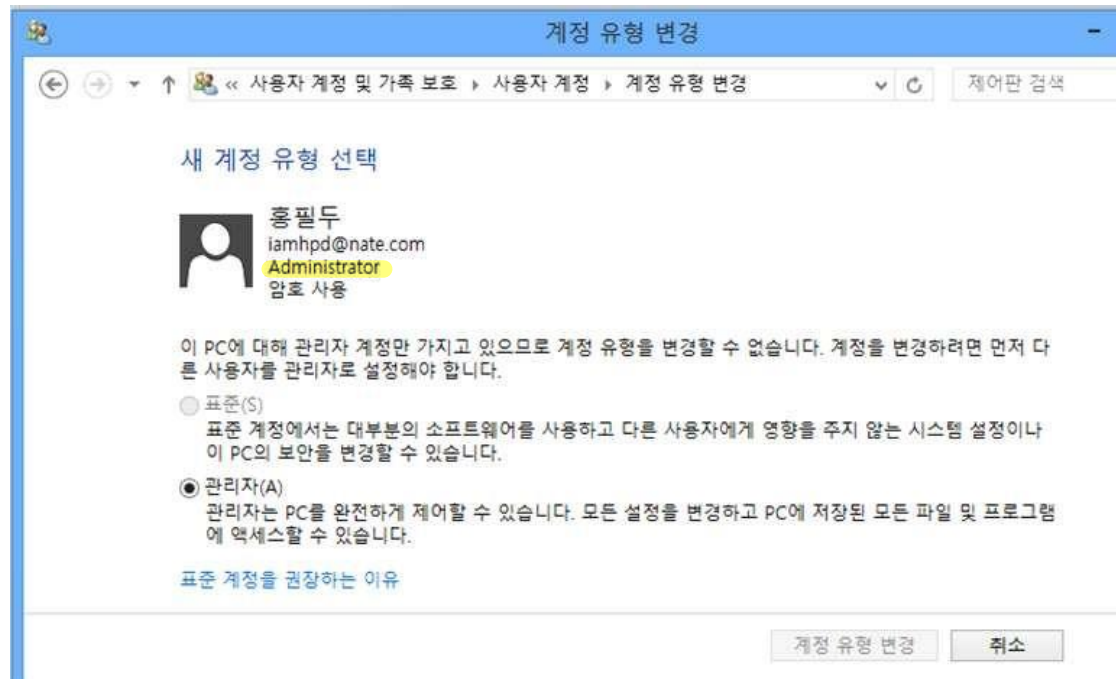 계정 유형 변경
« 사용자 계정 및 가족 보호 ▸ 사용자 계정 ▸ 계정 유형 변경 제어판 검색
새 계정 유형 선택
홍필두
iamhpd@nate.com
Administrator
암호 사용
이 PC에 대해 관리자 계정만 가지고 있으므로 계정 유형을 변경할 수 없습니다. 계정을 변경하려면 먼저 다
른 사용자를 관리자로 설정해야 합니다.
표준(S)
표준 계정에서는 대부분의 소프트웨어를 사용하고 다른 사용자에게 영향을 주지 않는 시스템 설정이나
이 PC의 보안을 변경할 수 있습니다.
관리자(A)
관리자는 PC를 완전하게 제어할 수 있습니다. 모든 설정을 변경하고 PC에 저장된 모든 파일 및 프로그램
에 액세스할 수 있습니다.
표준 계정을 권장하는 이유
계정 유형 변경 취소